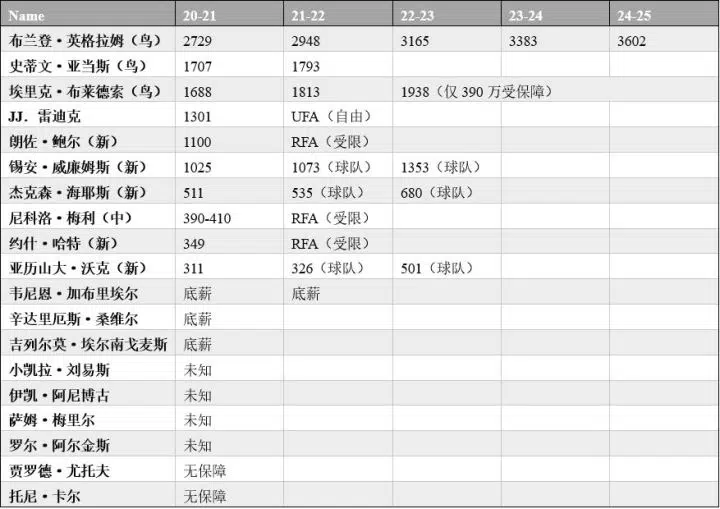 Name 20-21 21-22 22-23 23-24 24-25
布兰登·英格拉姆（鸟） 2729 2948 3165 3383 3602
史蒂文·亚当斯（鸟） 1707 1793
埃里克·布莱德索（鸟） 1688 1813 1938（仅 390 万受保障）
JJ．雷迪克 1301 UFA（自由）
朗佐·鲍尔（新） 1100 RFA（受限）
锡安·威廉姆斯（新） 1025 1073（球队） 1353（球队）
杰克森·海耶斯（新） 511 535（球队） 680（球队）
尼科洛·梅利（中） 390-410 RFA（受限）
约什·哈特（新） 349 RFA（受限）
亚历山大·沃克（新） 311 326（球队） 501（球队）
韦尼恩·加布里埃尔 底薪 底薪
辛达里厄斯·桑维尔 底薪
吉列尔莫·埃尔南戈麦斯 底薪
小凯拉·刘易斯 未知
伊凯·阿尼博古 未知
萨姆·梅里尔 未知
罗尔·阿尔金斯 未知
贾罗德·尤托夫 无保障
托尼·卡尔 无保障